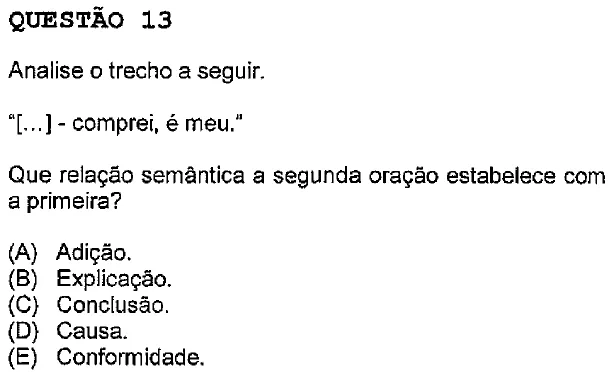 QUESTÃO 13
Analise o trecho a seguir.
“[...] - comprei, é meu.”
Que relação semântica a segunda oração estabelece com
a primeira?
(A) Adição.
(B) Explicação.
(C) Conclusão.
(D) Causa.
(E) Conformidade.